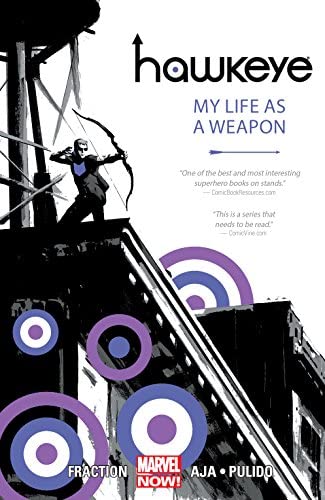 hawkeye
MY LIFE AS
A WEAPON
"One of the best and most interesting
superhero books on stands."
— ComicBookResources.com
"This is a series that
needs to be read."
— ComicVine.com
FRACTION MARVEL NOW! AJA • PULIDO